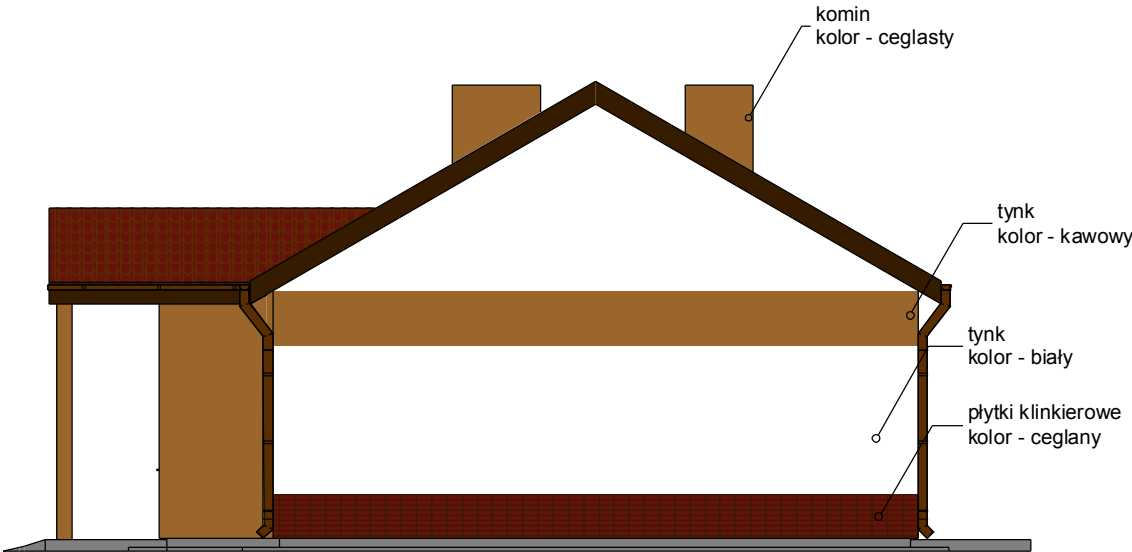 komin
kolor - ceglasty
tynk
kolor - kawowy
tynk
kolor - biały
płytki klinkierowe
kolor - ceglany